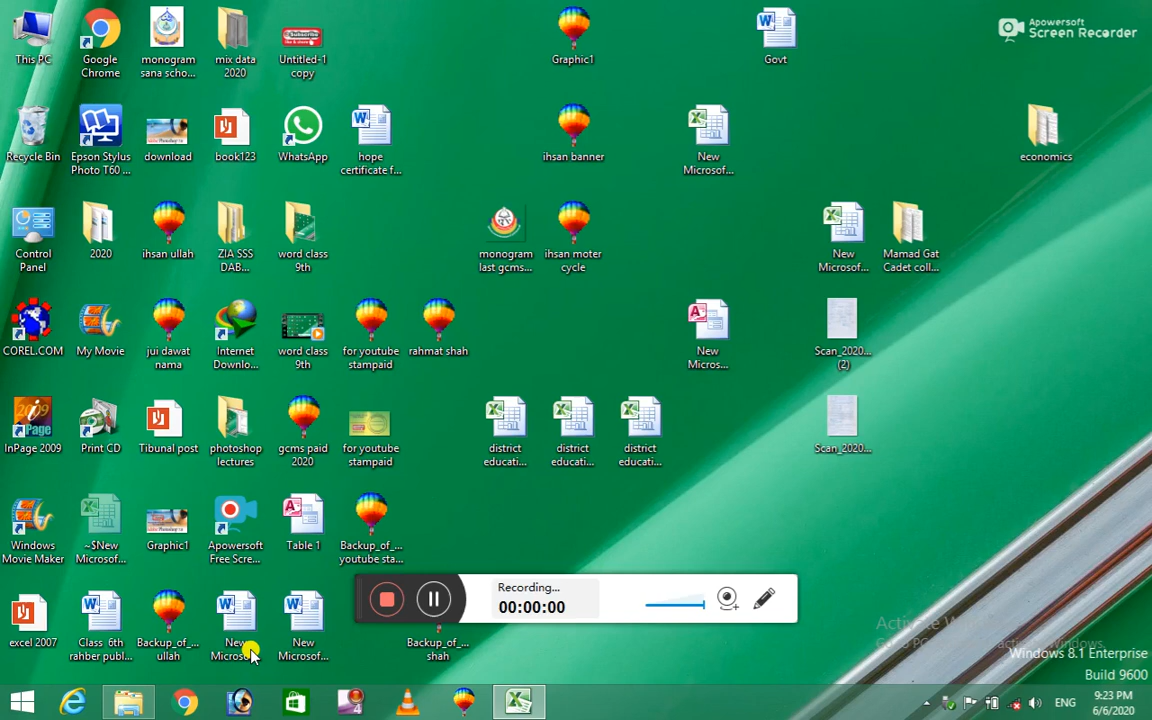 Apowersoft
Screen Recorder
This PC
Google
Chrome
monogram
sana scho...
mix data
2020
Untitled-1
copy
Graphic1
Govt
Recycle Bin
Epson Stylus
Photo T60 ...
download
book123
WhatsApp
hope
certificate f...
ihsan banner
New
Microsof...
economics
Control
Panel
2020
ihsan ullah
ZIA SSS
DAB...
word class
9th
monogram
last gcms...
ihsan moter
cycle
New
Microsof...
Mamad Gat
Cadet coll...
COREL.COM
My Movie
jui dawat
nama
Internet
Downlo...
word class
9th
for youtube
stampaid
rahmat shah
New
Micros...
Scan_2020...
(2)
InPage 2009
Print CD
Tibunal post
photoshop
lectures
gcms paid
2020
for youtube
stampaid
district
educati...
district
educati...
district
educati...
Scan_2020...
Windows
Movie Maker
~$New
Microsof...
Graphic1
Apowersoft
Free Scre...
Table 1
Backup_of_...
youtube sta...
Recording...
00:00:00
excel 2007
Class 6th
rahber publ...
Backup_of_...
ullah
New
New
Microsof...
Backup_of_...
shah
Windows 8.1 Enterprise
Build 9600
ENG
9:23 PM
6/6/2020